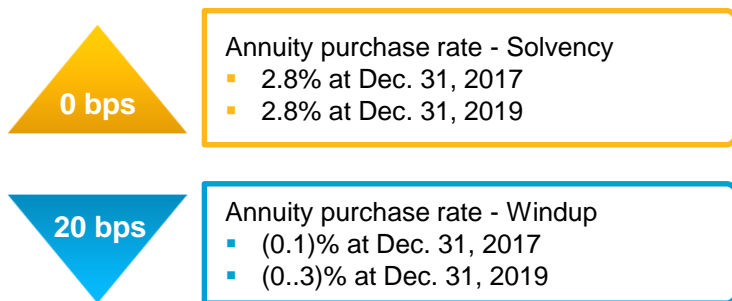 0 bps
Annuity purchase rate - Solvency
▪ 2.8% at Dec. 31, 2017
▪ 2.8% at Dec. 31, 2019
20 bps
Annuity purchase rate - Windup
▪ (0.1)% at Dec. 31, 2017
▪ (0..3)% at Dec. 31, 2019